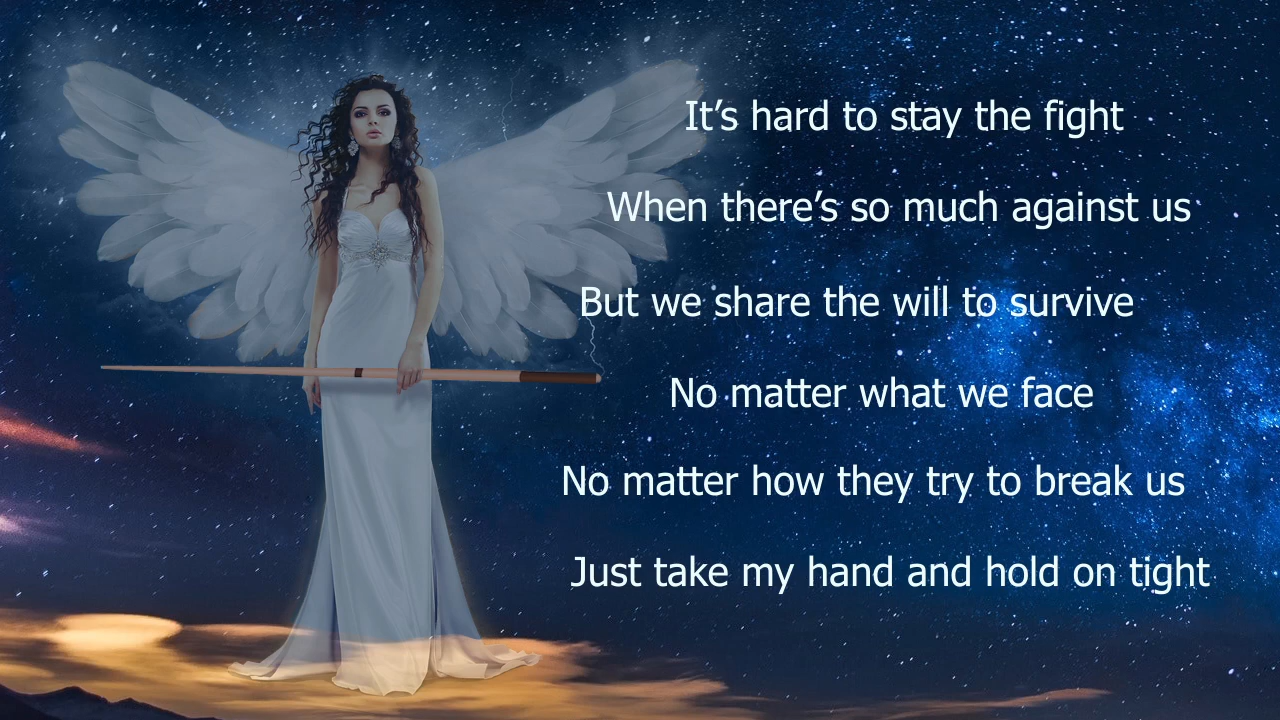 It’s hard to stay the fight
When there’s so much against us
But we share the will to survive
No matter what we face
No matter how they try to break us
Just take my hand and hold on tight